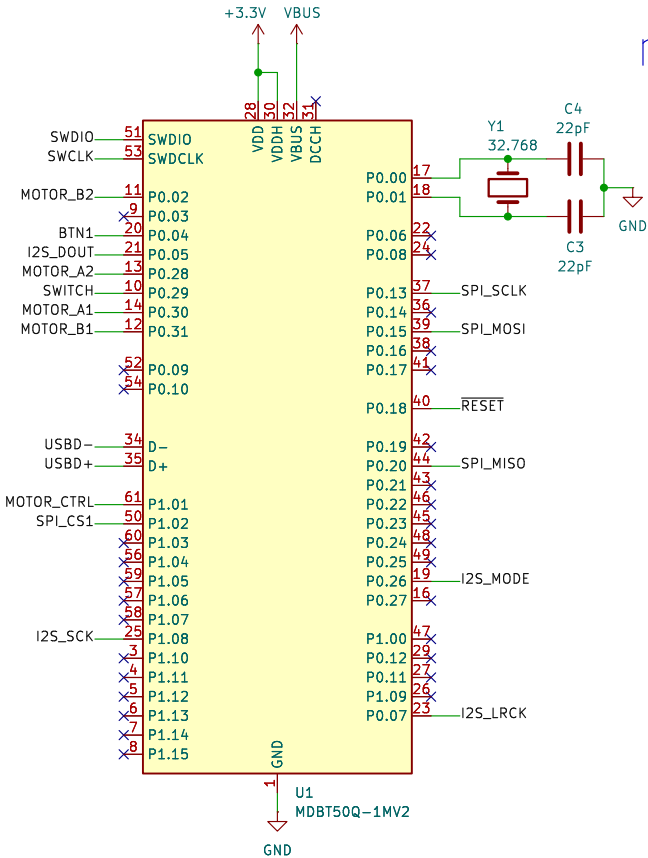 +3.3V VBUS
28 30 32 31
VDD VDDH VBUS DCCH
SWDIO 51 SWDIO
SWCLK 53 SWDCLK
MOTOR_B2 11 P0.02
9 P0.03
BTN1 20 P0.04
I2S_DOUT 21 P0.05
MOTOR_A2 13 P0.28
SWITCH 10 P0.29
MOTOR_A1 14 P0.30
MOTOR_B1 12 P0.31
52 P0.09
54 P0.10
USBD- 34 D-
USBD+ 35 D+
MOTOR_CTRL 61 P1.01
SPI_CS1 50 P1.02
60 P1.03
56 P1.04
59 P1.05
57 P1.06
58 P1.07
I2S_SCK 25 P1.08
3 P1.10
4 P1.11
5 P1.12
6 P1.13
7 P1.14
8 P1.15
P0.00 17
P0.01 18
P0.06 22
P0.08 24
P0.13 37 SPI_SCLK
P0.14 36
P0.15 39 SPI_MOSI
P0.16 38
P0.17 41
P0.18 40 RESET
P0.19 42
P0.20 44 SPI_MISO
P0.21 43
P0.22 46
P0.23 45
P0.24 48
P0.25 49
P0.26 19 I2S_MODE
P0.27 16
P1.00 47
P0.12 29
P0.11 27
P1.09 26
P0.07 23 I2S_LRCK
Y1
32.768
C4
22pF
C3
22pF
GND
GND
1
U1
MDBT50Q-1MV2
GND